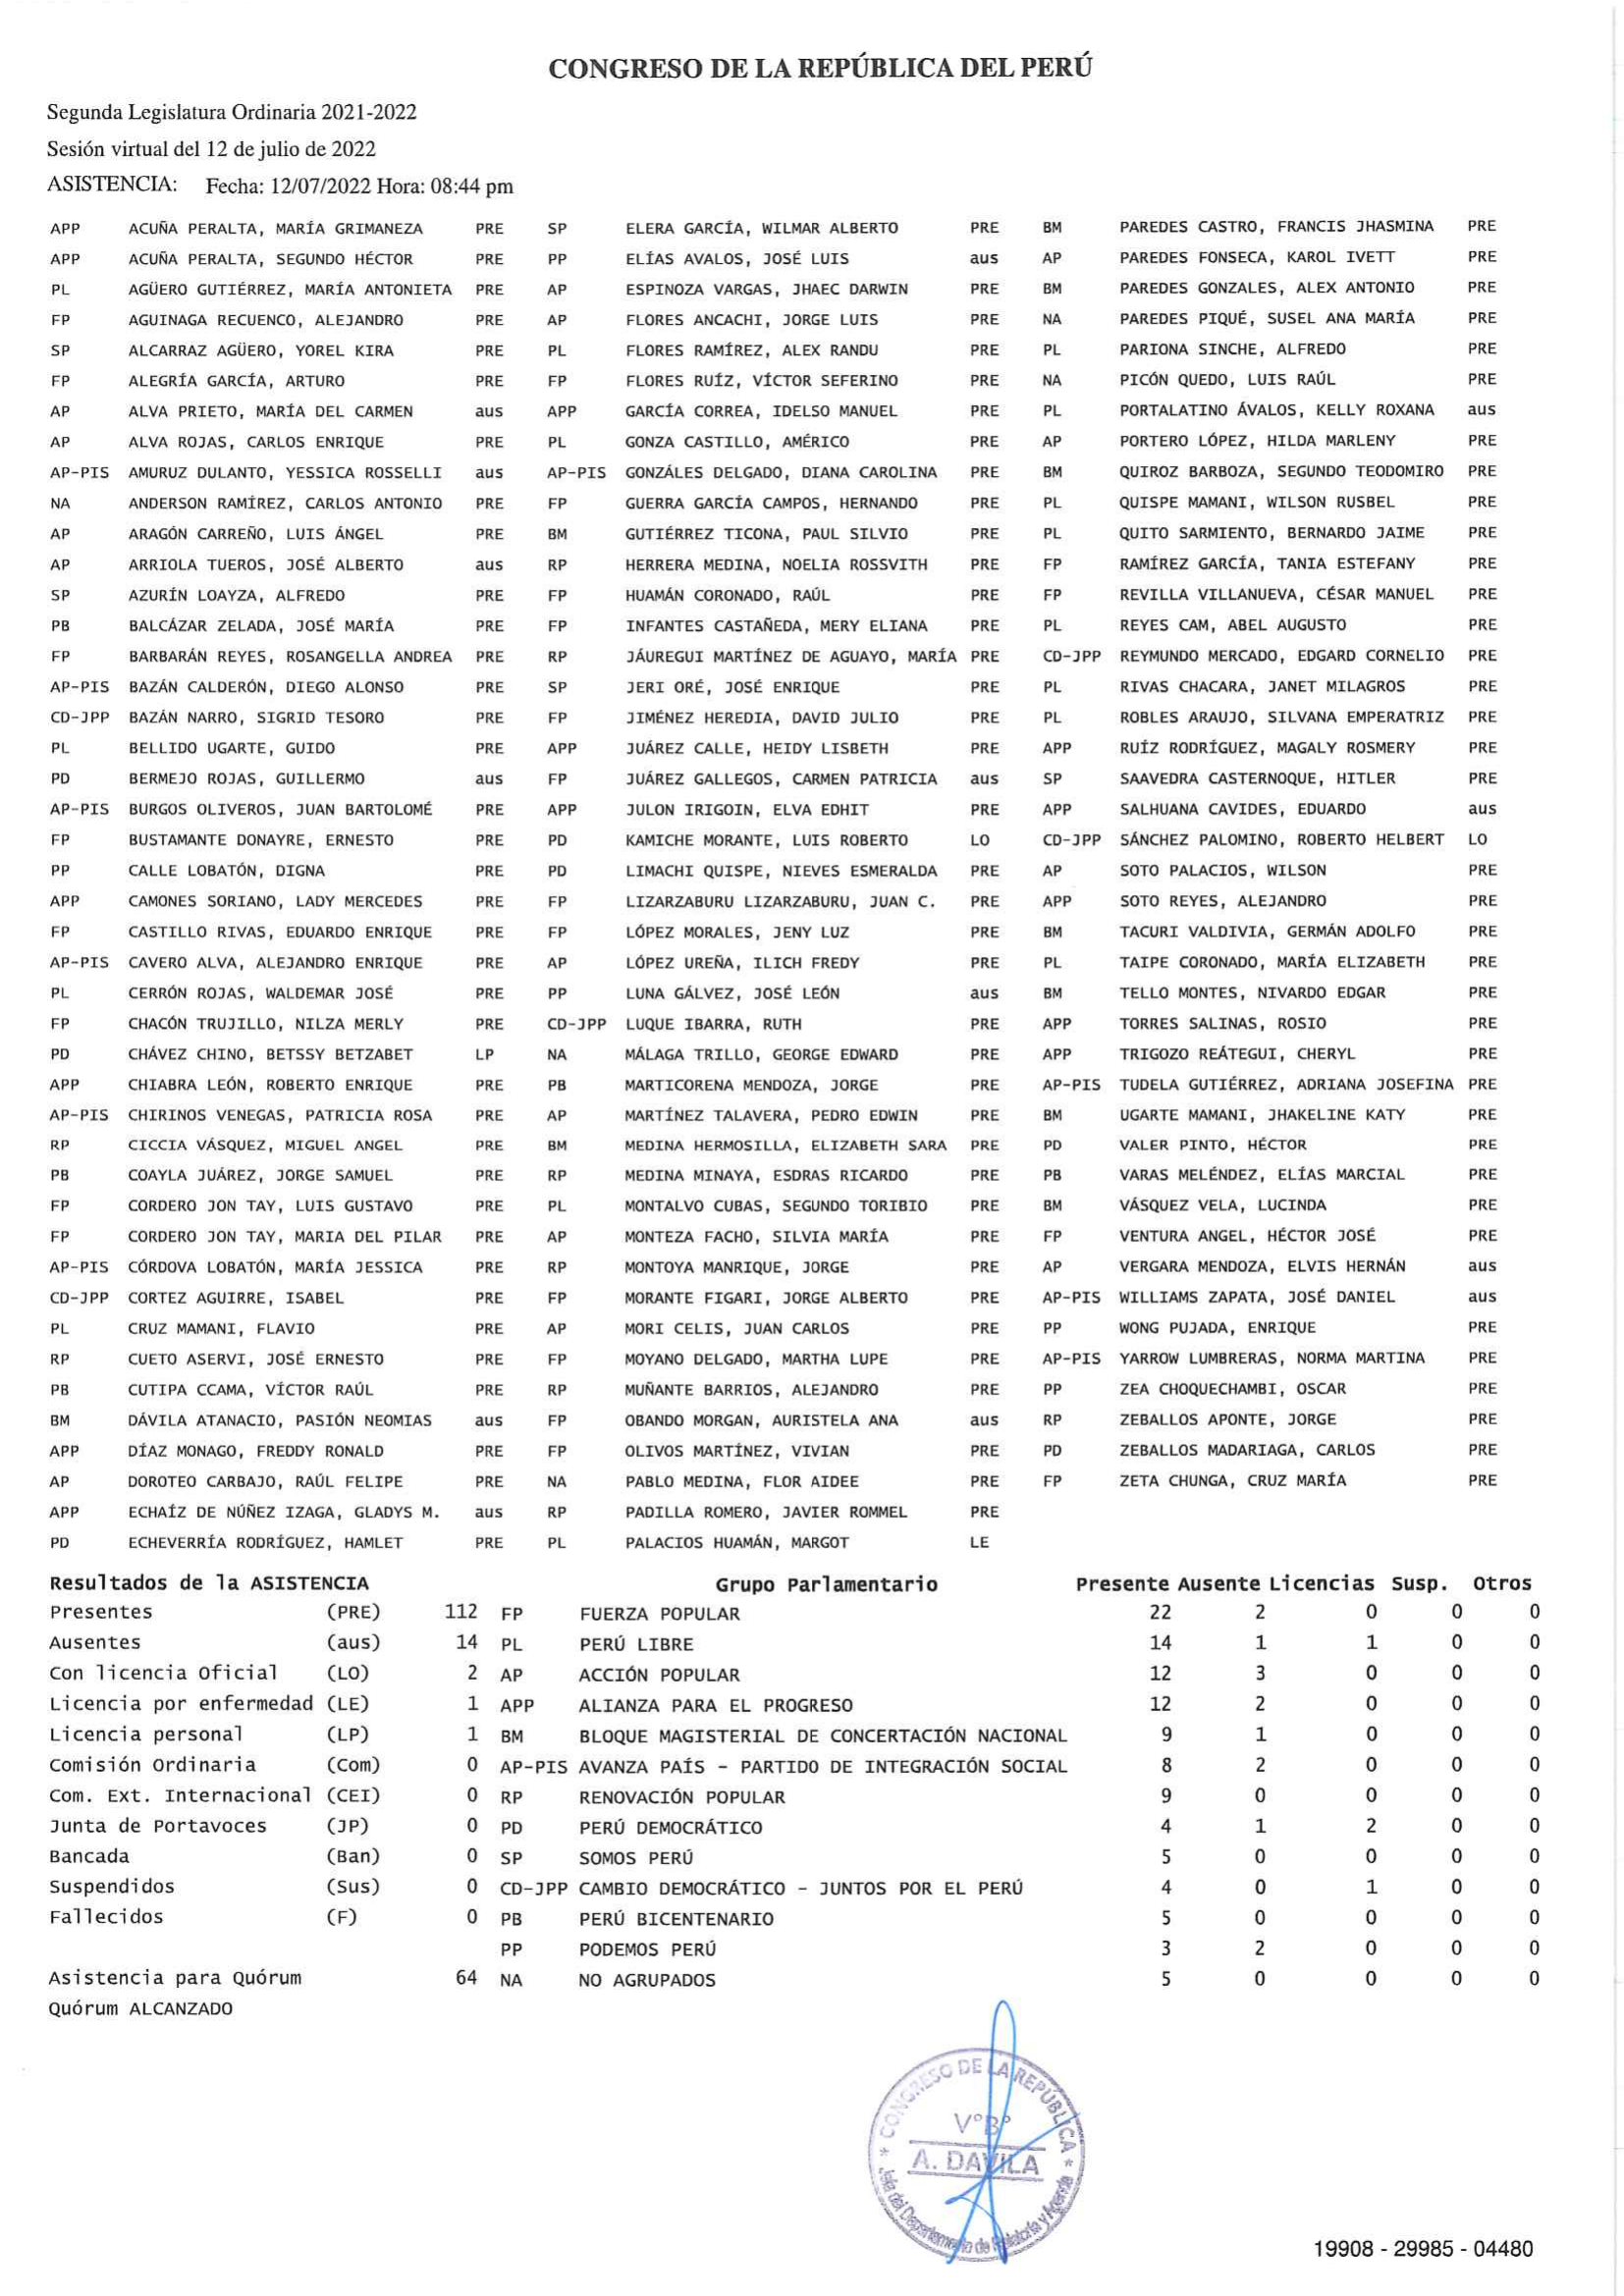 CONGRESO DE LA REPÚBLICA DEL PERÚ
Segunda Legislatura Ordinaria 2021-2022
Sesión virtual del 12 de julio de 2022
ASISTENCIA: Fecha: 12/07/2022 Hora: 08:44 pm
APP ACUÑA PERALTA, MARÍA GRIMANEZA PRE SP ELERA GARCÍA, WILMAR ALBERTO PRE BM PAREDES CASTRO, FRANCIS JHASMINA PRE
APP ACUÑA PERALTA, SEGUNDO HÉCTOR PRE PP ELÍAS AVALOS, JOSÉ LUIS aus AP PAREDES FONSECA, KAROL IVETT PRE
PL AGÜERO GUTIÉRREZ, MARÍA ANTONIETA PRE AP ESPINOZA VARGAS, JHAEC DARWIN PRE BM PAREDES GONZALES, ALEX ANTONIO PRE
FP AGUINAGA RECUENCO, ALEJANDRO PRE AP FLORES ANCACHI, JORGE LUIS PRE NA PAREDES PIQUÉ, SUSEL ANA MARÍA PRE
SP ALCARRAZ AGÜERO, YOREL KIRA PRE PL FLORES RAMÍREZ, ALEX RANDU PRE PL PARIONA SINCHE, ALFREDO PRE
FP ALEGRÍA GARCÍA, ARTURO PRE FP FLORES RUÍZ, VÍCTOR SEFERINO PRE NA PICÓN QUEDO, LUIS RAÚL PRE
AP ALVA PRIETO, MARÍA DEL CARMEN aus APP GARCÍA CORREA, IDELSO MANUEL PRE PL PORTALATINO ÁVALOS, KELLY ROXANA aus
AP ALVA ROJAS, CARLOS ENRIQUE PRE PL GONZA CASTILLO, AMÉRICO PRE AP PORTERO LÓPEZ, HILDA MARLENY PRE
AP-PIS AMURUZ DULANTO, YESSICA ROSSELLI aus AP-PIS GONZÁLES DELGADO, DIANA CAROLINA PRE BM QUIROZ BARBOZA, SEGUNDO TEODOMIRO PRE
NA ANDERSON RAMÍREZ, CARLOS ANTONIO PRE FP GUERRA GARCÍA CAMPOS, HERNANDO PRE PL QUISPE MAMANI, WILSON RUSBEL PRE
AP ARAGÓN CARREÑO, LUIS ÁNGEL PRE BM GUTIÉRREZ TICONA, PAUL SILVIO PRE PL QUITO SARMIENTO, BERNARDO JAIME PRE
AP ARRIOLA TUEROS, JOSÉ ALBERTO aus RP HERRERA MEDINA, NOELIA ROSSVITH PRE FP RAMÍREZ GARCÍA, TANIA ESTEFANY PRE
SP AZURÍN LOAYZA, ALFREDO PRE FP HUAMÁN CORONADO, RAÚL PRE FP REVILLA VILLANUEVA, CÉSAR MANUEL PRE
PB BALCÁZAR ZELADA, JOSÉ MARÍA PRE FP INFANTES CASTAÑEDA, MERY ELIANA PRE PL REYES CAM, ABEL AUGUSTO PRE
FP BARBARÁN REYES, ROSANGELLA ANDREA PRE RP JÁUREGUI MARTÍNEZ DE AGUAYO, MARÍA PRE CD-JPP REYMUNDO MERCADO, EDGARD CORNELIO PRE
AP-PIS BAZÁN CALDERÓN, DIEGO ALONSO PRE SP JERI ORÉ, JOSÉ ENRIQUE PRE PL RIVAS CHACARA, JANET MILAGROS PRE
CD-JPP BAZÁN NARRO, SIGRID TESORO PRE FP JIMÉNEZ HEREDIA, DAVID JULIO PRE PL ROBLES ARAUJO, SILVANA EMPERATRIZ PRE
PL BELLIDO UGARTE, GUIDO PRE APP JUÁREZ CALLE, HEIDY LISBETH PRE APP RUÍZ RODRÍGUEZ, MAGALY ROSMERY PRE
PD BERMEJO ROJAS, GUILLERMO aus FP JUÁREZ GALLEGOS, CARMEN PATRICIA aus SP SAAVEDRA CASTERNOQUE, HITLER PRE
AP-PIS BURGOS OLIVEROS, JUAN BARTOLOMÉ PRE APP JULON IRIGOIN, ELVA EDHIT PRE APP SALHUANA CAVIDES, EDUARDO aus
FP BUSTAMANTE DONAYRE, ERNESTO PRE PD KAMICHE MORANTE, LUIS ROBERTO LO CD-JPP SÁNCHEZ PALOMINO, ROBERTO HELBERT LO
PP CALLE LOBATÓN, DIGNA PRE PD LIMACHI QUISPE, NIEVES ESMERALDA PRE AP SOTO PALACIOS, WILSON PRE
APP CAMONES SORIANO, LADY MERCEDES PRE FP LIZARZABURU LIZARZABURU, JUAN C. PRE APP SOTO REYES, ALEJANDRO PRE
FP CASTILLO RIVAS, EDUARDO ENRIQUE PRE FP LÓPEZ MORALES, JENY LUZ PRE BM TACURI VALDIVIA, GERMÁN ADOLFO PRE
AP-PIS CAVERO ALVA, ALEJANDRO ENRIQUE PRE AP LÓPEZ UREÑA, ILICH FREDY PRE PL TAIPE CORONADO, MARÍA ELIZABETH PRE
PL CERRÓN ROJAS, WALDEMAR JOSÉ PRE PP LUNA GÁLVEZ, JOSÉ LEÓN aus BM TELLO MONTES, NIVARDO EDGAR PRE
FP CHACÓN TRUJILLO, NILZA MERLY PRE CD-JPP LUQUE IBARRA, RUTH PRE APP TORRES SALINAS, ROSIO PRE
PD CHÁVEZ CHINO, BETSSY BETZABET LP NA MÁLAGA TRILLO, GEORGE EDWARD PRE APP TRIGOZO REÁTEGUI, CHERYL PRE
APP CHIABRA LEÓN, ROBERTO ENRIQUE PRE PB MARTICORENA MENDOZA, JORGE PRE AP-PIS TUDELA GUTIÉRREZ, ADRIANA JOSEFINA PRE
AP-PIS CHIRINOS VENEGAS, PATRICIA ROSA PRE AP MARTÍNEZ TALAVERA, PEDRO EDWIN PRE BM UGARTE MAMANI, JHAKELINE KATY PRE
RP CICCIA VÁSQUEZ, MIGUEL ANGEL PRE BM MEDINA HERMOSILLA, ELIZABETH SARA PRE PD VALER PINTO, HÉCTOR PRE
PB COAYLA JUÁREZ, JORGE SAMUEL PRE RP MEDINA MINAYA, ESDRAS RICARDO PRE PB VARAS MELÉNDEZ, ELÍAS MARCIAL PRE
FP CORDERO JON TAY, LUIS GUSTAVO PRE PL MONTALVO CUBAS, SEGUNDO TORIBIO PRE BM VÁSQUEZ VELA, LUCINDA PRE
FP CORDERO JON TAY, MARIA DEL PILAR PRE AP MONTEZA FACHO, SILVIA MARÍA PRE FP VENTURA ANGEL, HÉCTOR JOSÉ PRE
AP-PIS CÓRDOVA LOBATÓN, MARÍA JESSICA PRE RP MONTOYA MANRIQUE, JORGE PRE AP VERGARA MENDOZA, ELVIS HERNÁN aus
CD-JPP CORTEZ AGUIRRE, ISABEL PRE FP MORANTE FIGARI, JORGE ALBERTO PRE AP-PIS WILLIAMS ZAPATA, JOSÉ DANIEL aus
PL CRUZ MAMANI, FLAVIO PRE AP MORI CELIS, JUAN CARLOS PRE PP WONG PUJADA, ENRIQUE PRE
RP CUETO ASERVI, JOSÉ ERNESTO PRE FP MOYANO DELGADO, MARTHA LUPE PRE AP-PIS YARROW LUMBRERAS, NORMA MARTINA PRE
PB CUTIPA CCAMA, VÍCTOR RAÚL PRE RP MUÑANTE BARRIOS, ALEJANDRO PRE PP ZEA CHOQUECHAMBI, OSCAR PRE
BM DÁVILA ATANACIO, PASIÓN NEOMIAS aus FP OBANDO MORGAN, AURISTELA ANA aus RP ZEBALLOS APONTE, JORGE PRE
APP DÍAZ MONAGO, FREDDY RONALD PRE FP OLIVOS MARTÍNEZ, VIVIAN PRE PD ZEBALLOS MADARIAGA, CARLOS PRE
AP DOROTEO CARBAJO, RAÚL FELIPE PRE NA PABLO MEDINA, FLOR AIDEE PRE FP ZETA CHUNGA, CRUZ MARÍA PRE
APP ECHAÍZ DE NÚÑEZ IZAGA, GLADYS M. aus RP PADILLA ROMERO, JAVIER ROMMEL PRE
PD ECHEVERRÍA RODRÍGUEZ, HAMLET PRE PL PALACIOS HUAMÁN, MARGOT LE
Resultados de la ASISTENCIA Grupo Parlamentario Presente Ausente Licencias Susp. Otros
Presentes (PRE) 112 FP FUERZA POPULAR 22 2 0 0 0
Ausentes (aus) 14 PL PERÚ LIBRE 14 1 1 0 0
Con licencia Oficial (LO) 2 AP ACCIÓN POPULAR 12 3 0 0 0
Licencia por enfermedad (LE) 1 APP ALIANZA PARA EL PROGRESO 12 2 0 0 0
Licencia personal (LP) 1 BM BLOQUE MAGISTERIAL DE CONCERTACIÓN NACIONAL 9 1 0 0 0
Comisión Ordinaria (Com) 0 AP-PIS AVANZA PAÍS - PARTIDO DE INTEGRACIÓN SOCIAL 8 2 0 0 0
Com. Ext. Internacional (CEI) 0 RP RENOVACIÓN POPULAR 9 0 0 0 0
Junta de Portavoces (JP) 0 PD PERÚ DEMOCRÁTICO 4 1 2 0 0
Bancada (Ban) 0 SP SOMOS PERÚ 5 0 0 0 0
Suspendidos (Sus) 0 CD-JPP CAMBIO DEMOCRÁTICO - JUNTOS POR EL PERÚ 4 0 1 0 0
Fallecidos (F) 0 PB PERÚ BICENTENARIO 5 0 0 0 0
PP PODEMOS PERÚ 3 2 0 0 0
Asistencia para Quórum 64 NA NO AGRUPADOS 5 0 0 0 0
Quórum ALCANZADO
CONGRESO DE LA REPÚBLICA
V°B°
A. DAVILA
Jefa del Departamento de Relatoría y Agenda
19908 - 29985 - 04480